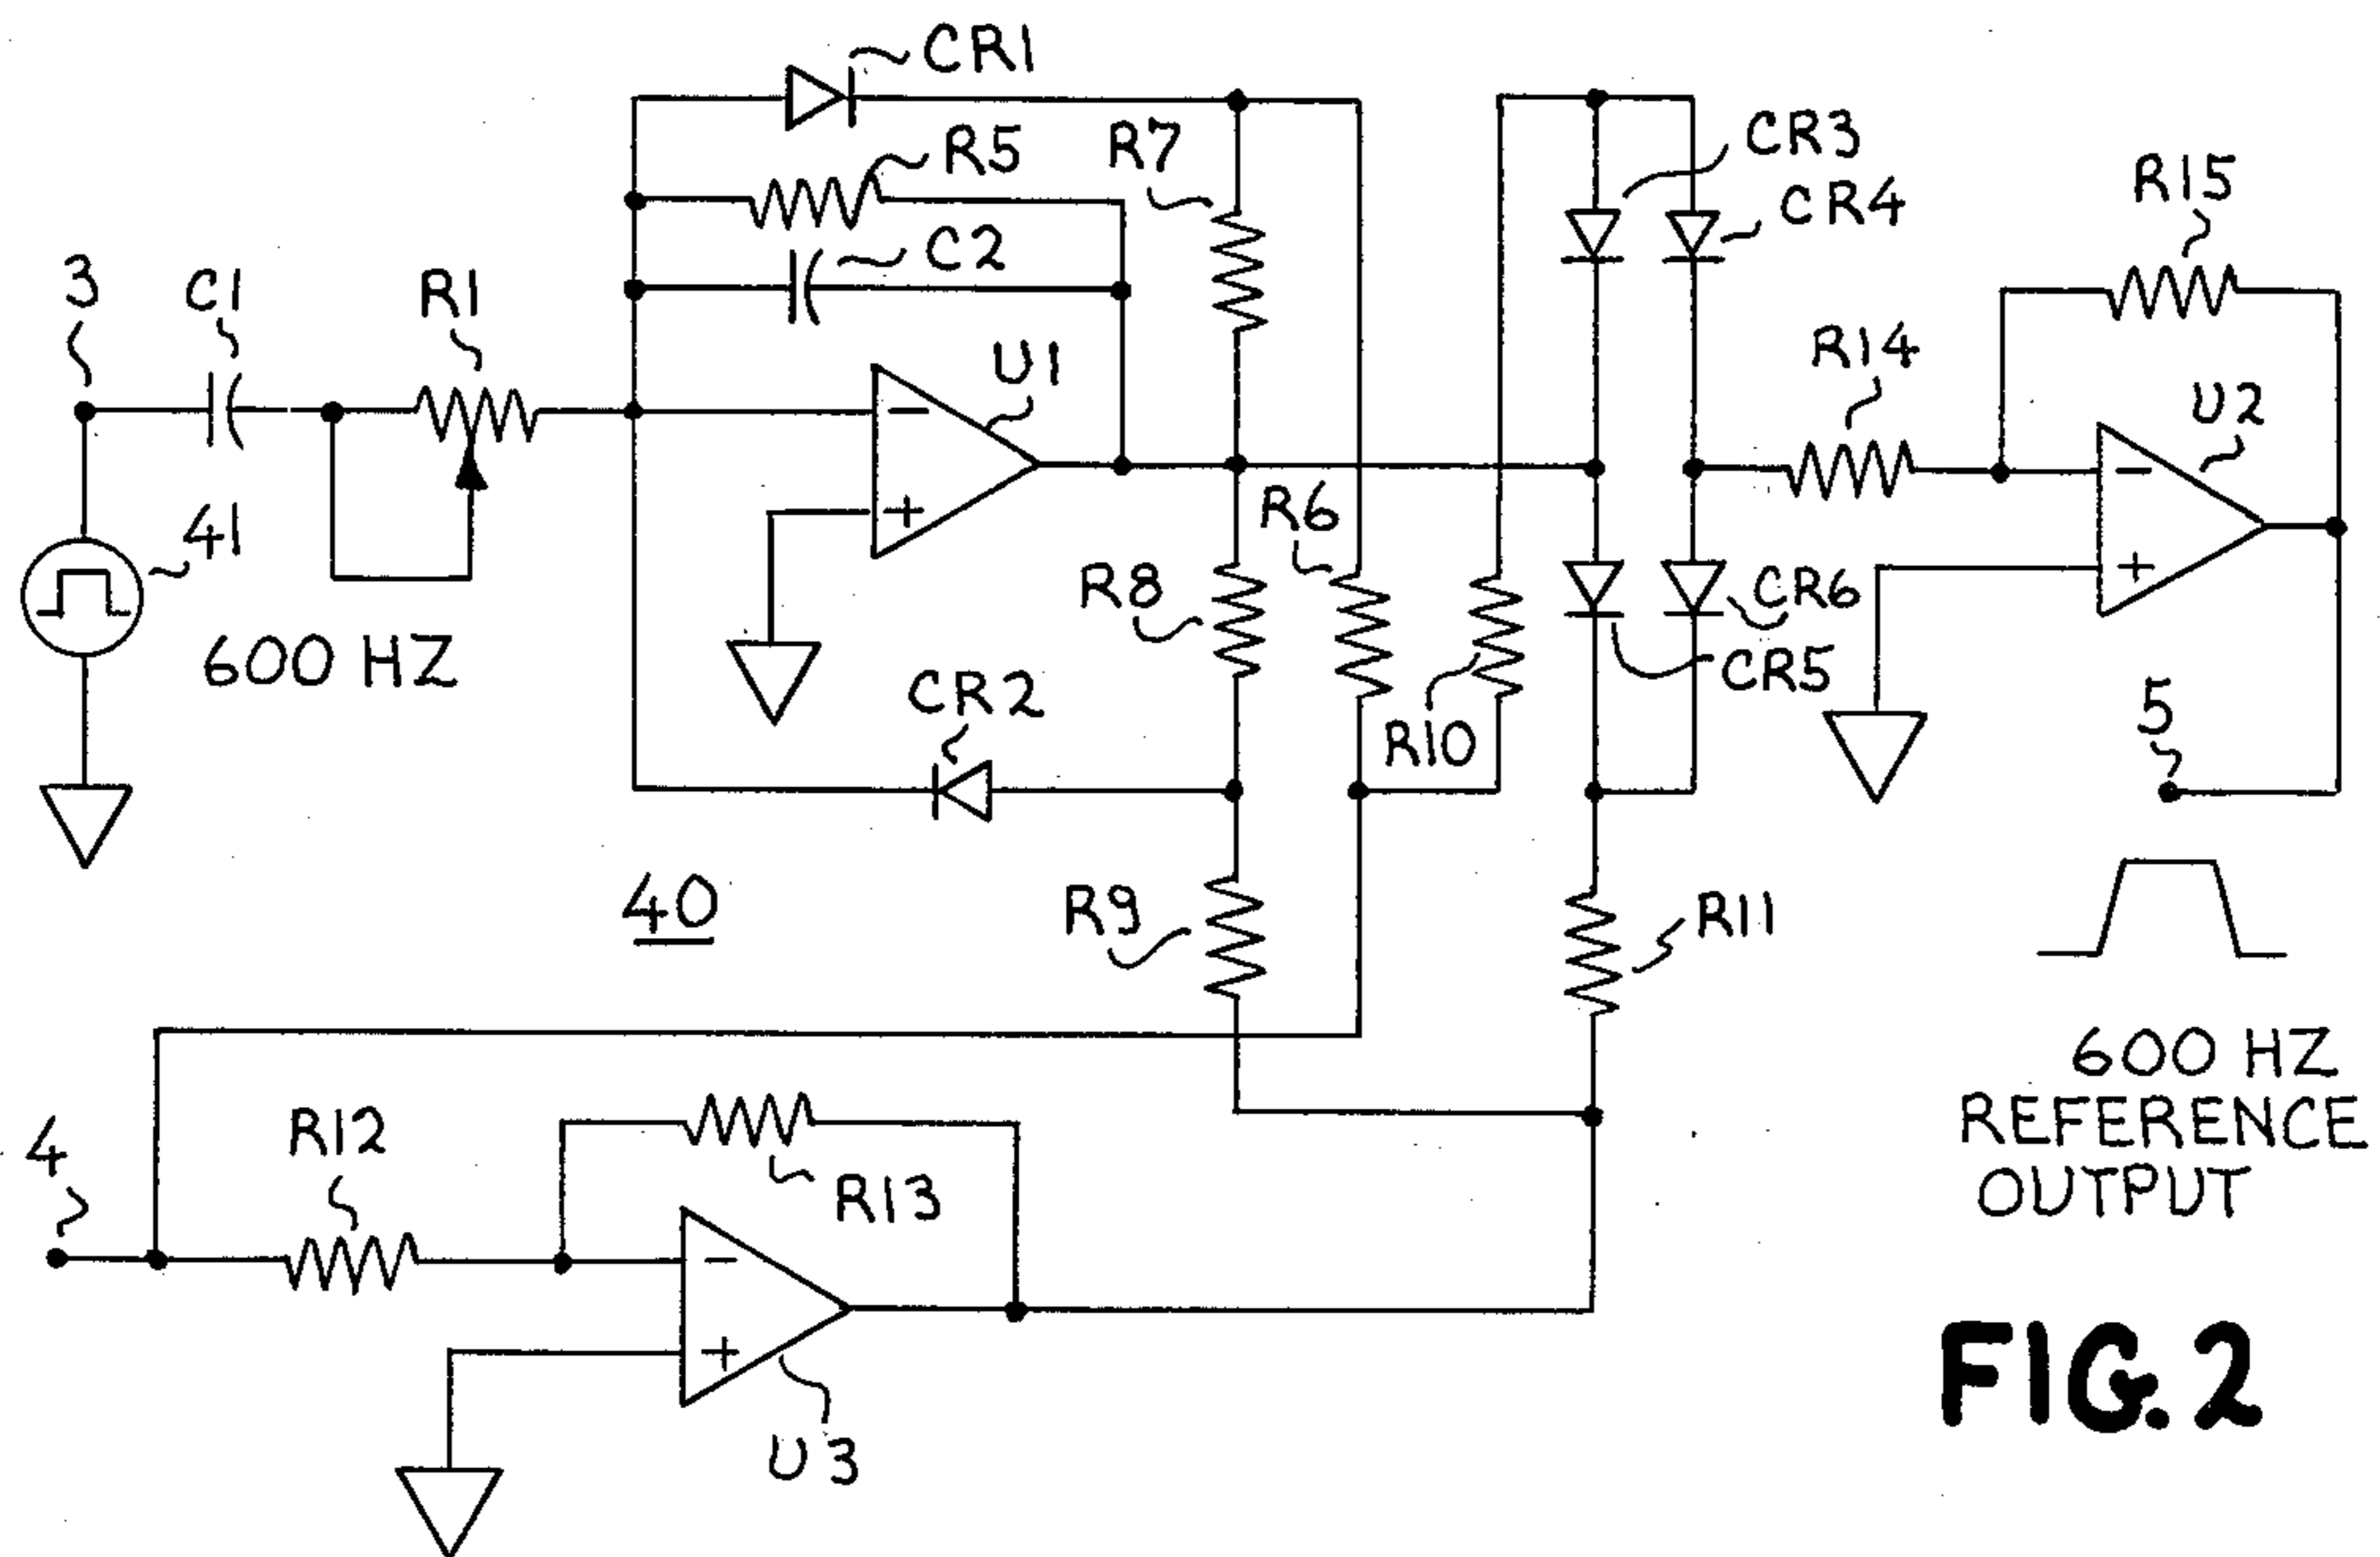 CR1
R5
R7
CR3
CR4
R15
C2
3
C1
R1
R14
U1
U2
−
+
−
+
41
R6
600 HZ
R8
CR6
CR5
CR2
R10
5
40
R9
R11
600 HZ
REFERENCE
OUTPUT
4
R12
R13
−
+
U3
FIG. 2